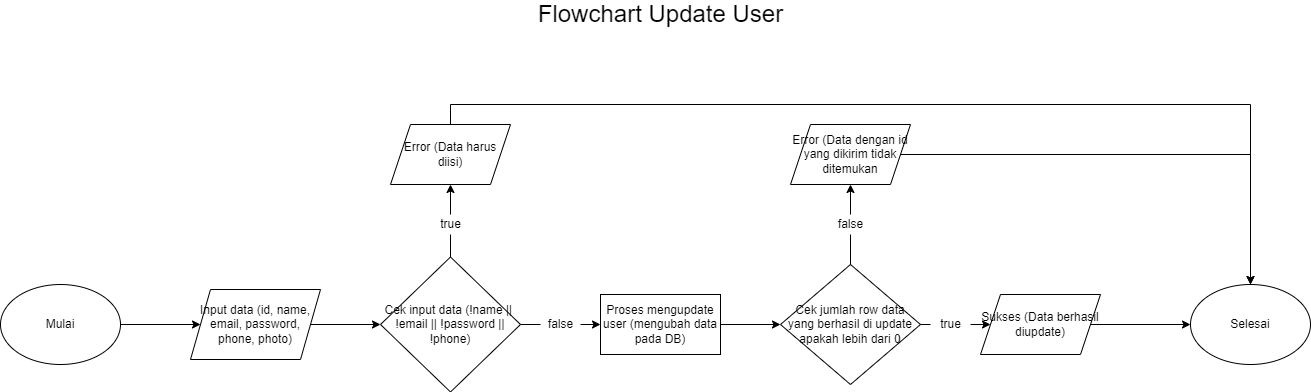 Flowchart Update User
Error (Data harus
diisi)
Error (Data dengan id
yang dikirim tidak
ditemukan
true
false
Mulai
Input data (id, name,
email, password,
phone, photo)
Cek input data (!name ||
!email || !password ||
!phone)
false
Proses mengupdate
user (mengubah data
pada DB)
Cek jumlah row data
yang berhasil di update
apakah lebih dari 0
true
Sukses (Data berhasil
diupdate)
Selesai